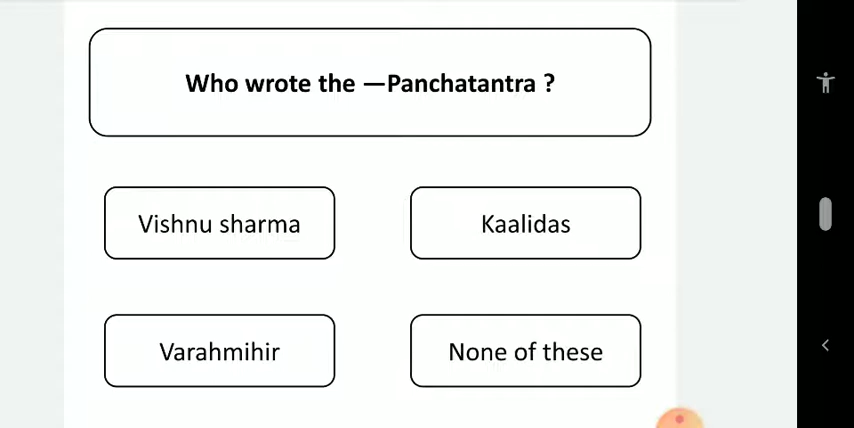 Who wrote the —Panchatantra ?
Vishnu sharma
Kaalidas
Varahmihir
None of these